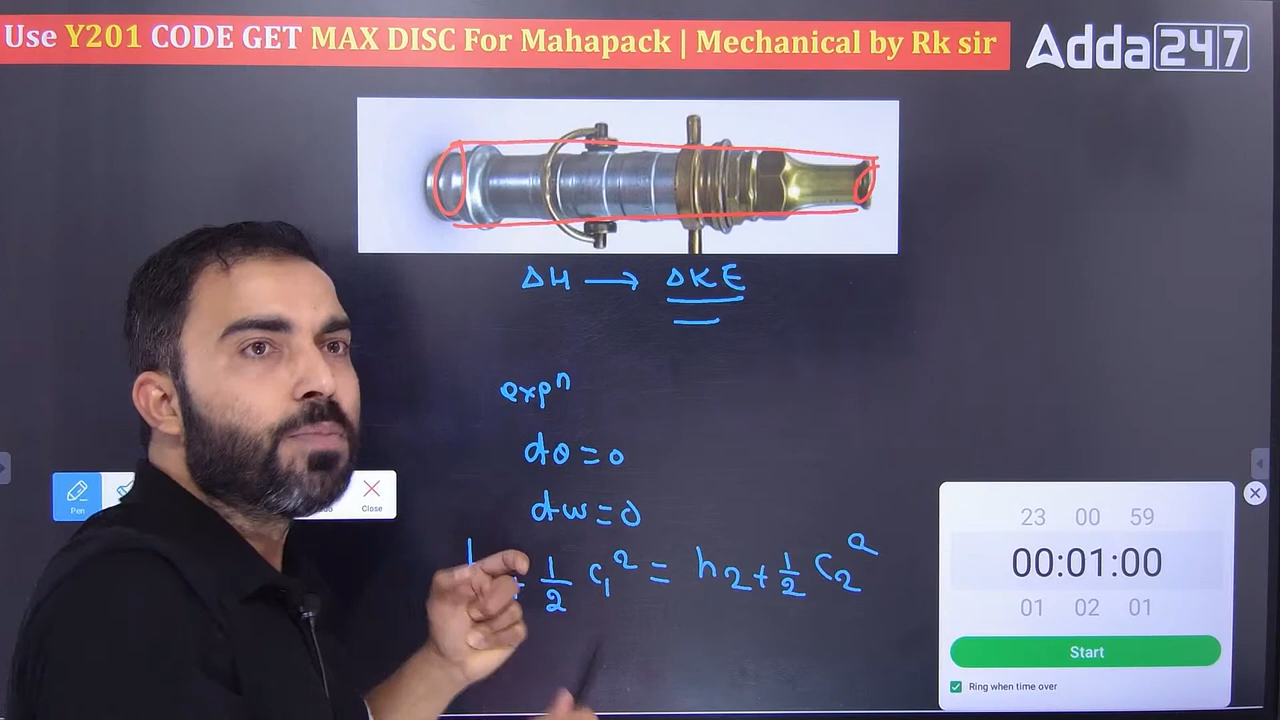 Use Y201 CODE GET MAX DISC For Mahapack | Mechanical by Rk sir
Adda247
ΔH → ΔKE
expⁿ
dQ = 0
dw = 0
+ 1/2 c₁² = h₂ + 1/2 c₂²
Pen
Close
23 00 59
00:01:00
01 02 01
Start
Ring when time over